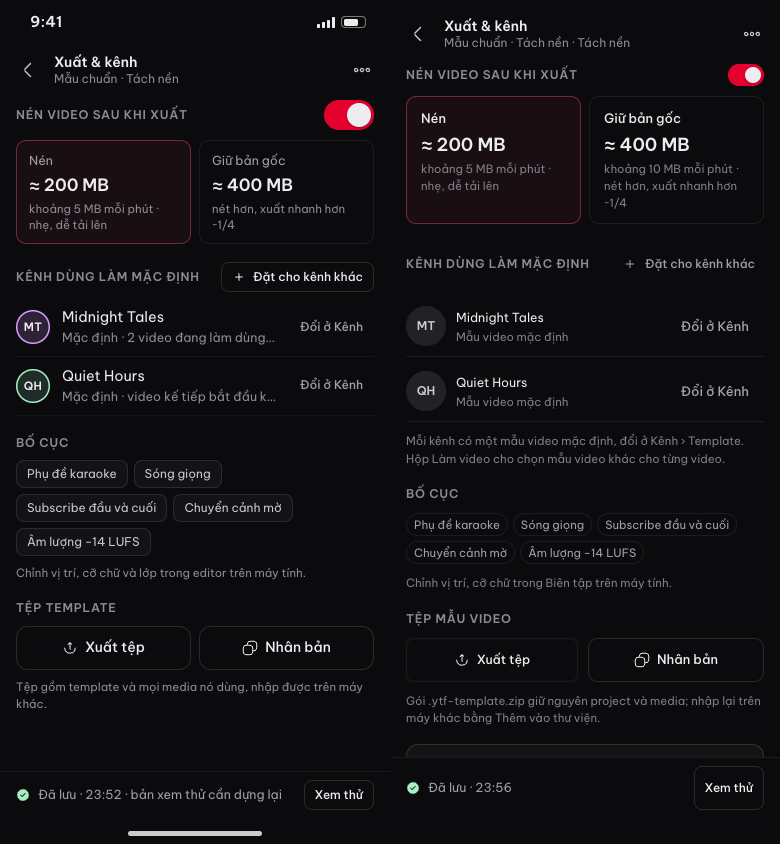 9:41
Xuất & kênh
Mẫu chuẩn · Tách nền
NÉN VIDEO SAU KHI XUẤT
Nén
≈ 200 MB
khoảng 5 MB mỗi phút ·
nhẹ, dễ tải lên
Giữ bản gốc
≈ 400 MB
nét hơn, xuất nhanh hơn
~1/4
KÊNH DÙNG LÀM MẶC ĐỊNH
+ Đặt cho kênh khác
MT
Midnight Tales
Mặc định · 2 video đang làm dùng...
Đổi ở Kênh
QH
Quiet Hours
Mặc định · video kế tiếp bắt đầu k...
Đổi ở Kênh
BỐ CỤC
Phụ đề karaoke
Sóng giọng
Subscribe đầu và cuối
Chuyển cảnh mờ
Âm lượng -14 LUFS
Chỉnh vị trí, cỡ chữ và lớp trong editor trên máy tính.
TỆP TEMPLATE
Xuất tệp
Nhân bản
Tệp gồm template và mọi media nó dùng, nhập được trên máy
khác.
Đã lưu · 23:52 · bản xem thử cần dựng lại
Xem thử
Xuất & kênh
Mẫu chuẩn · Tách nền · Tách nền
NÉN VIDEO SAU KHI XUẤT
Nén
≈ 200 MB
khoảng 5 MB mỗi phút ·
nhẹ, dễ tải lên
Giữ bản gốc
≈ 400 MB
khoảng 10 MB mỗi phút ·
nét hơn, xuất nhanh hơn
~1/4
KÊNH DÙNG LÀM MẶC ĐỊNH
+ Đặt cho kênh khác
MT
Midnight Tales
Mẫu video mặc định
Đổi ở Kênh
QH
Quiet Hours
Mẫu video mặc định
Đổi ở Kênh
Mỗi kênh có một mẫu video mặc định, đổi ở Kênh › Template.
Hộp Làm video cho chọn mẫu video khác cho từng video.
BỐ CỤC
Phụ đề karaoke
Sóng giọng
Subscribe đầu và cuối
Chuyển cảnh mờ
Âm lượng -14 LUFS
Chỉnh vị trí, cỡ chữ trong Biên tập trên máy tính.
TỆP MẪU VIDEO
Xuất tệp
Nhân bản
Gói .ytf-template.zip giữ nguyên project và media; nhập lại trên
máy khác bằng Thêm vào thư viện.
Đã lưu · 23:56
Xem thử